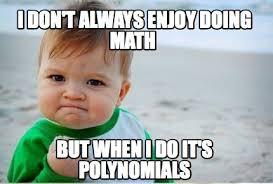 I DON'T ALWAYS ENJOY DOING
MATH
BUT WHEN I DO IT'S
POLYNOMIALS